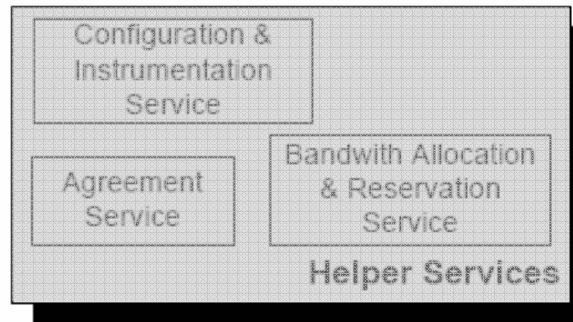 Configuration &
Instrumentation
Service
Agreement
Service
Bandwith Allocation
& Reservation
Service
Helper Services